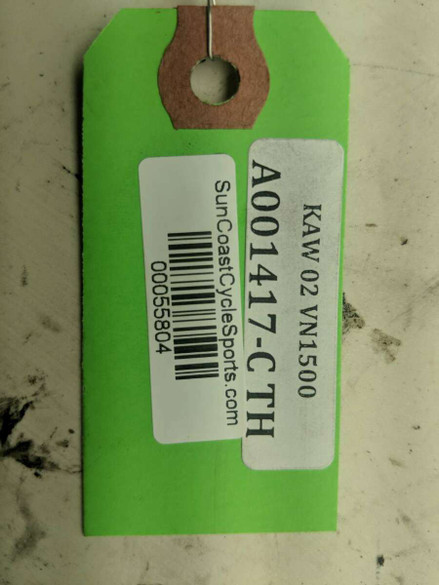 KAW 02 VN1500
A001417-C TH
SunCoastCycleSports.com
00055804